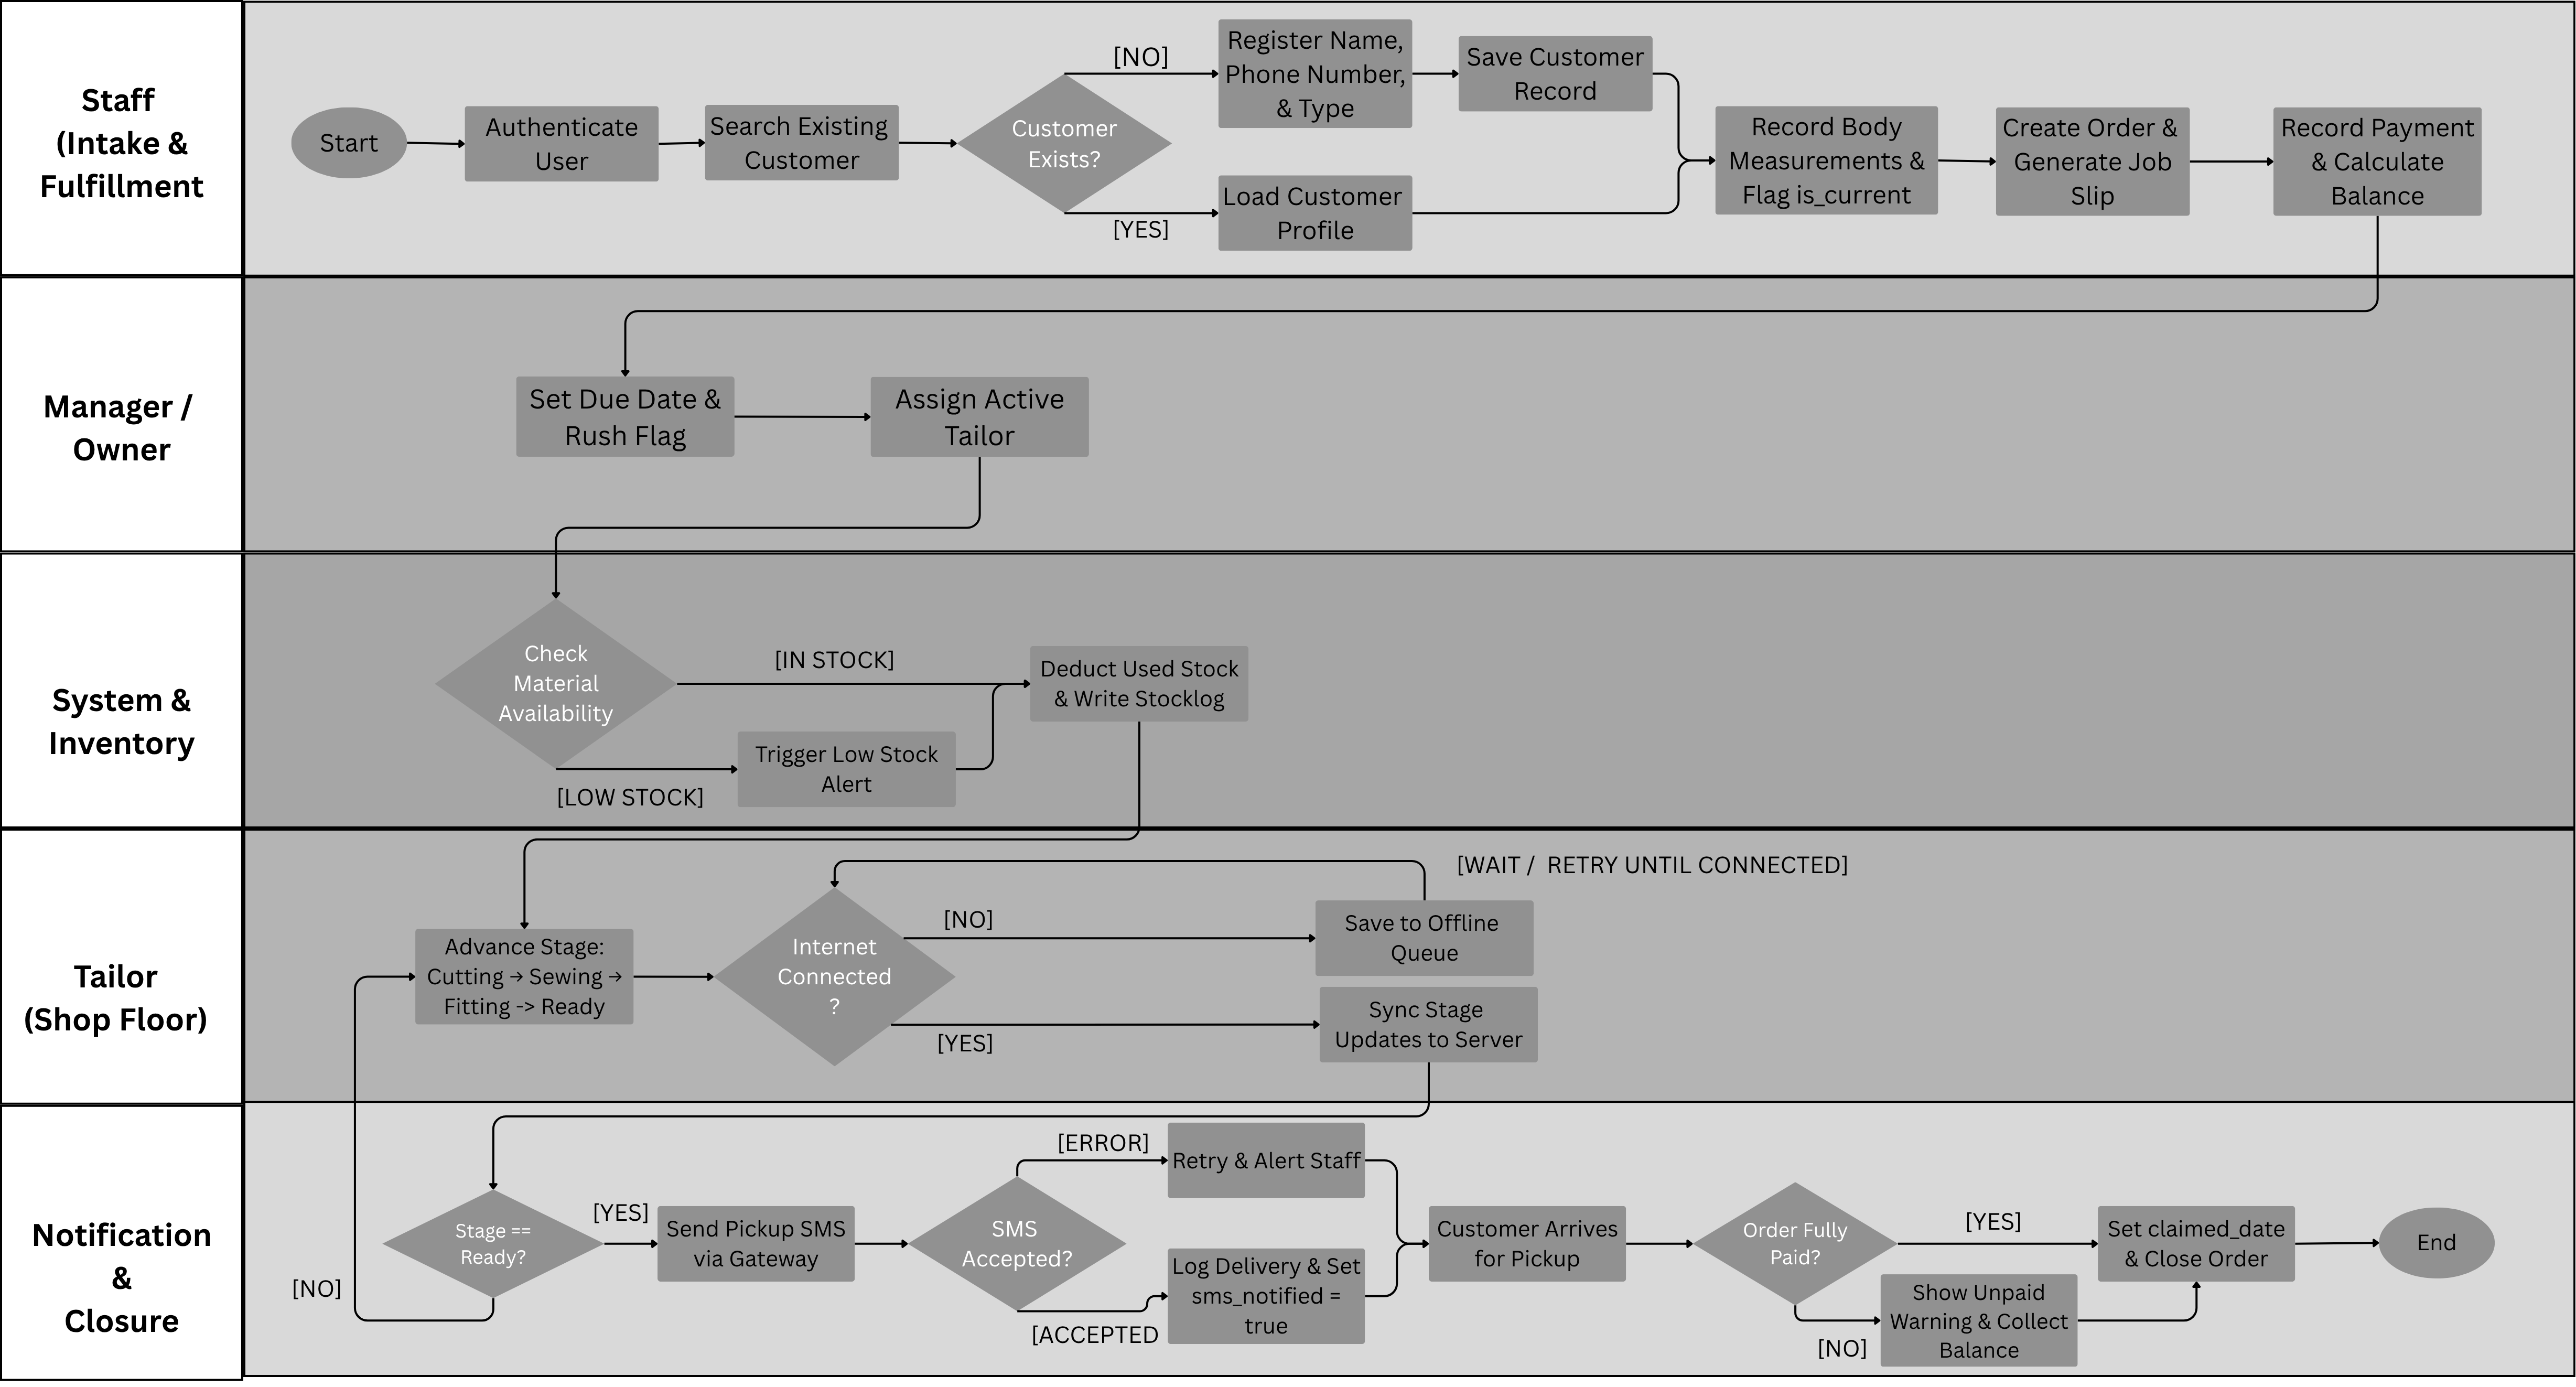 Staff
(Intake &
Fulfillment
Start
Authenticate
User
Search Existing
Customer
Customer
Exists?
[NO]
[YES]
Register Name,
Phone Number,
& Type
Save Customer
Record
Load Customer
Profile
Record Body
Measurements &
Flag is_current
Create Order &
Generate Job
Slip
Record Payment
& Calculate
Balance
Manager /
Owner
Set Due Date &
Rush Flag
Assign Active
Tailor
System &
Inventory
Check
Material
Availability
[IN STOCK]
[LOW STOCK]
Trigger Low Stock
Alert
Deduct Used Stock
& Write Stocklog
Tailor
(Shop Floor)
Advance Stage:
Cutting → Sewing →
Fitting -> Ready
Internet
Connected
?
[NO]
[YES]
[WAIT /  RETRY UNTIL CONNECTED]
Save to Offline
Queue
Sync Stage
Updates to Server
Notification
&
Closure
Stage ==
Ready?
[NO]
[YES]
Send Pickup SMS
via Gateway
SMS
Accepted?
[ERROR]
[ACCEPTED
Retry & Alert Staff
Log Delivery & Set
sms_notified =
true
Customer Arrives
for Pickup
Order Fully
Paid?
[YES]
[NO]
Show Unpaid
Warning & Collect
Balance
Set claimed_date
& Close Order
End